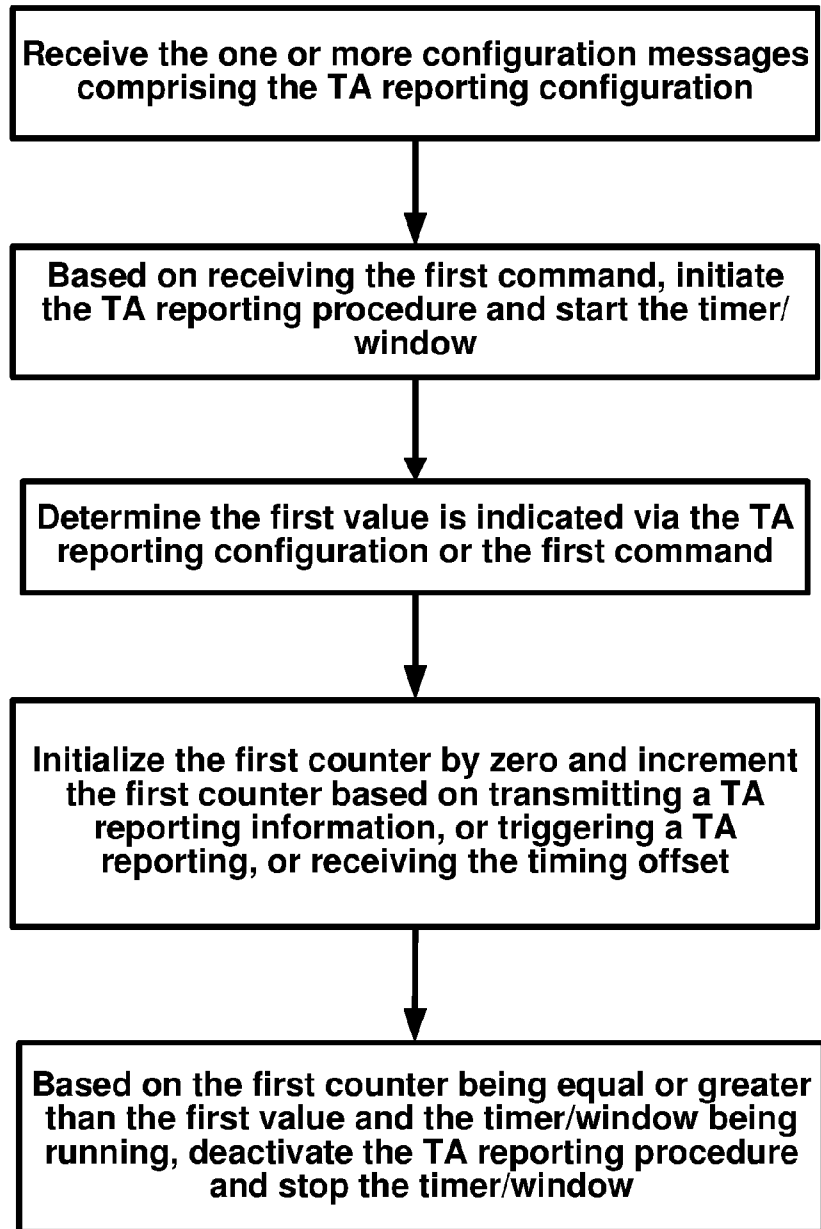 Receive the one or more configuration messages
comprising the TA reporting configuration
Based on receiving the first command, initiate
the TA reporting procedure and start the timer/
window
Determine the first value is indicated via the TA
reporting configuration or the first command
Initialize the first counter by zero and increment
the first counter based on transmitting a TA
reporting information, or triggering a TA
reporting, or receiving the timing offset
Based on the first counter being equal or greater
than the first value and the timer/window being
running, deactivate the TA reporting procedure
and stop the timer/window